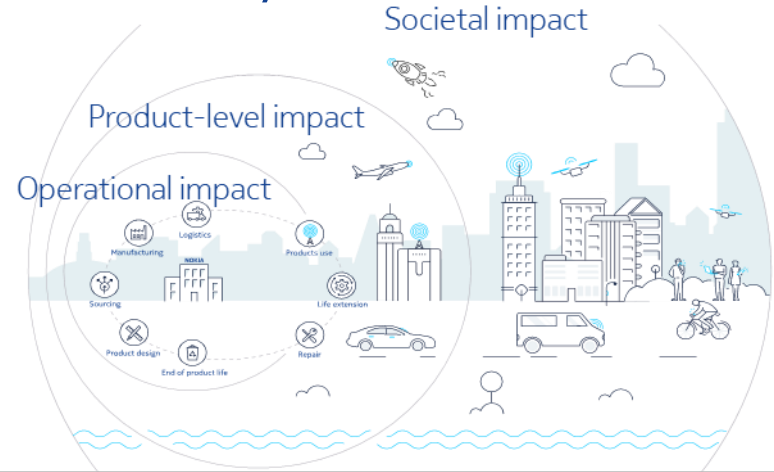 Societal impact
Product-level impact
Operational impact
Logistics
Manufacturing
Products use
NOKIA
Sourcing
Life extension
Product design
Repair
End of product life